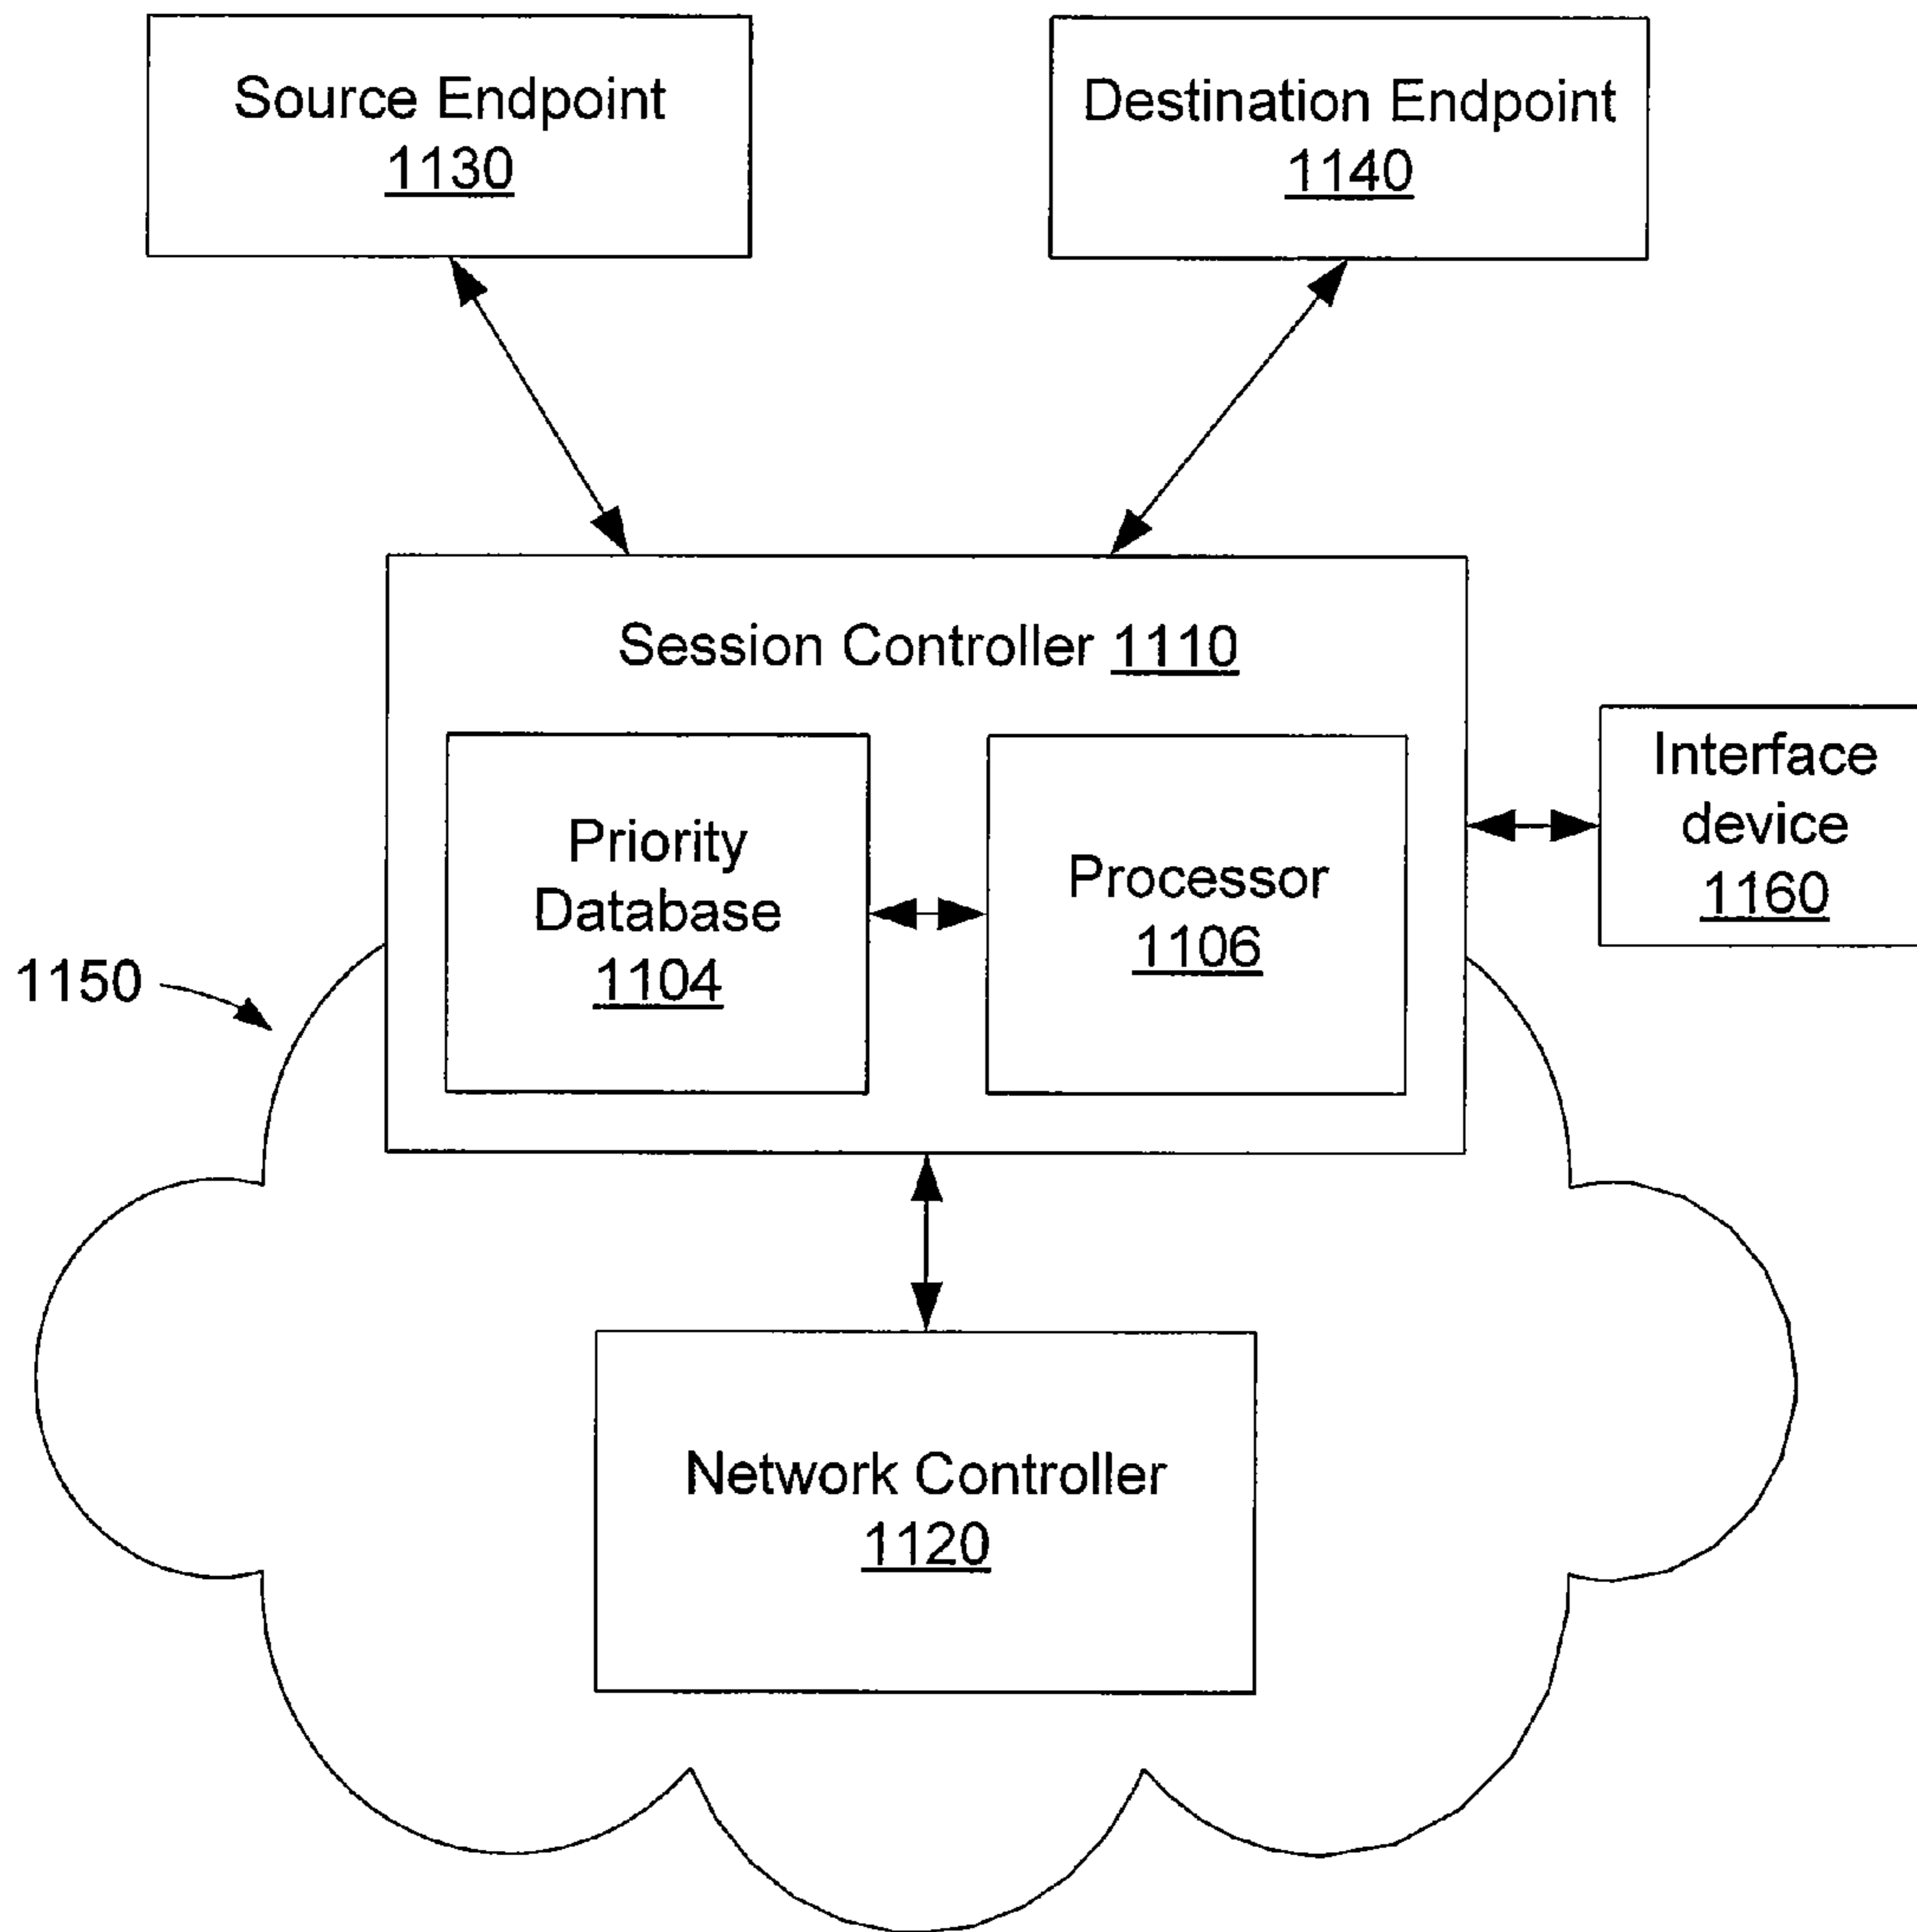 Source Endpoint
1130
Destination Endpoint
1140
Session Controller 1110
Priority
Database
1104
Processor
1106
Interface
device
1160
1150
Network Controller
1120